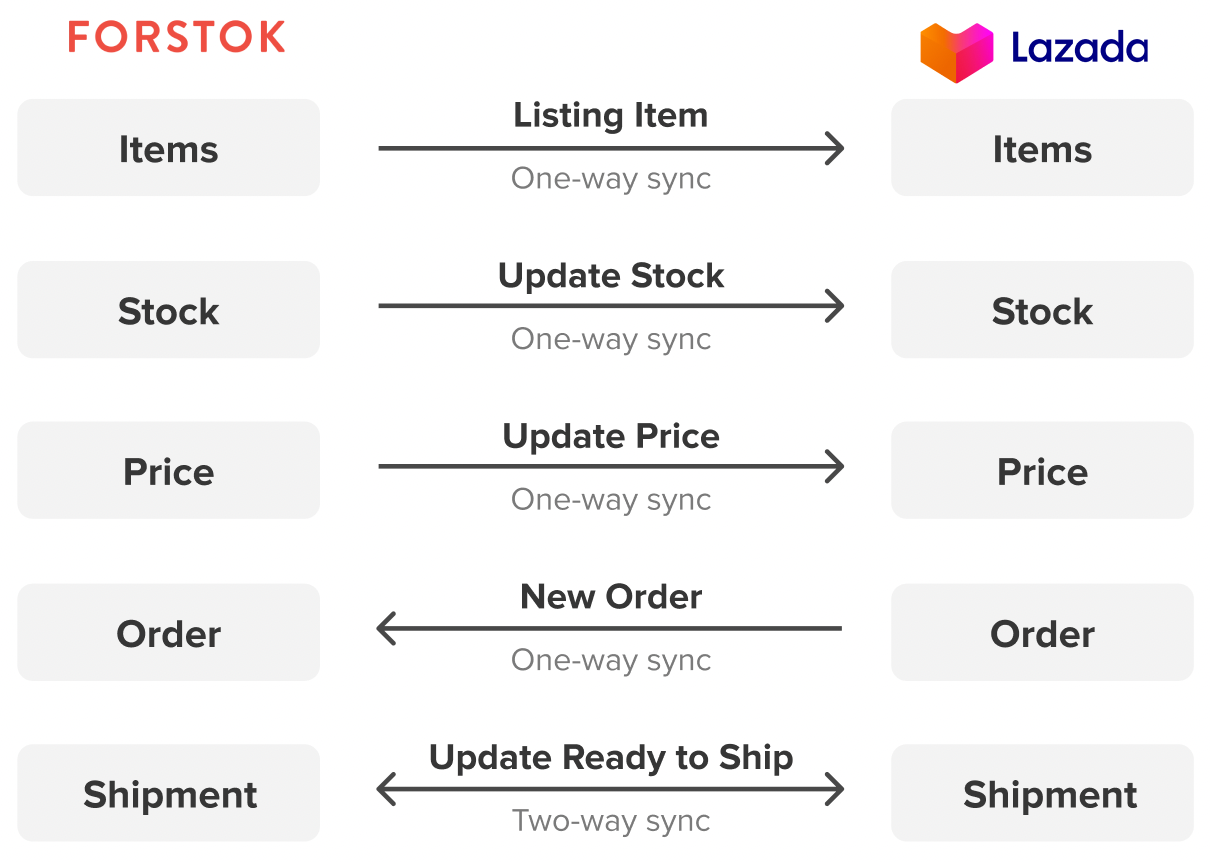 FORSTOK
Lazada
Items
Listing Item
One-way sync
Items
Stock
Update Stock
One-way sync
Stock
Price
Update Price
One-way sync
Price
Order
New Order
One-way sync
Order
Shipment
Update Ready to Ship
Two-way sync
Shipment